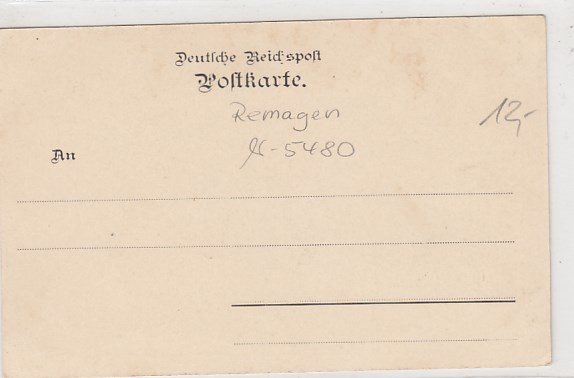 Deutsche Reichspost
Postkarte.
Remagen
12,-
-5480
An